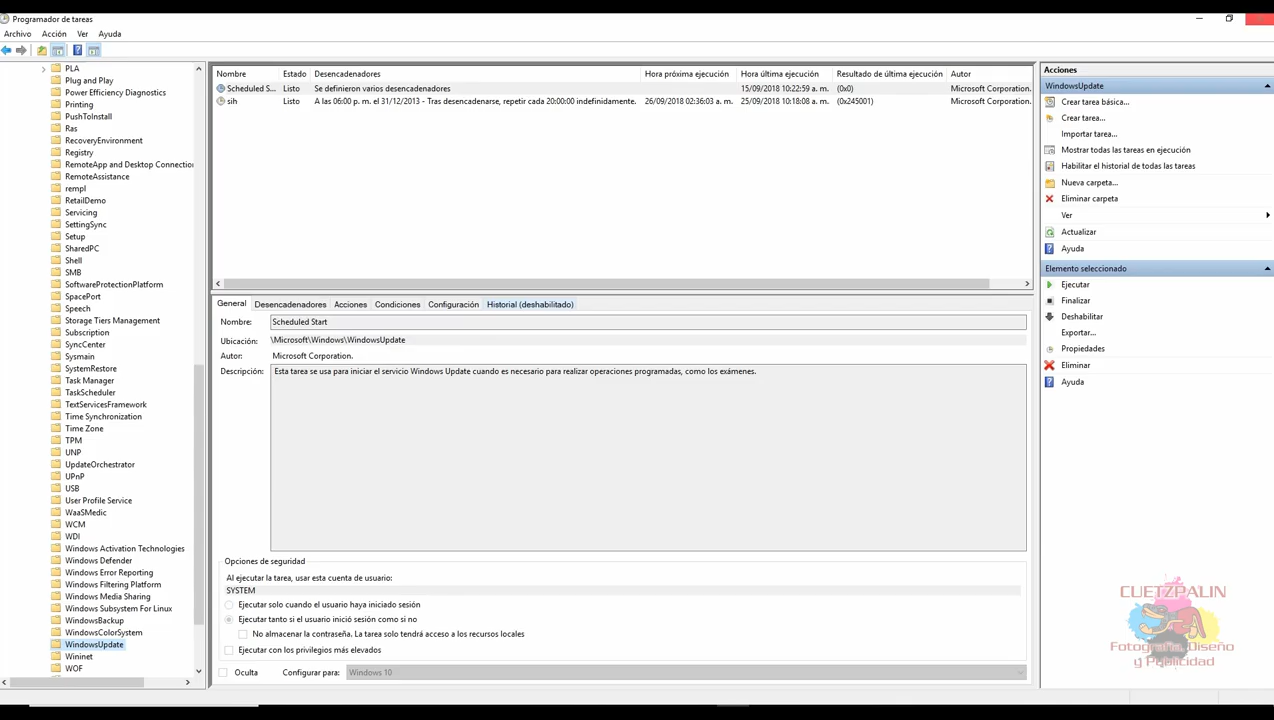 Programador de tareas
Archivo Acción Ver Ayuda
PLA
Plug and Play
Power Efficiency Diagnostics
Printing
PushToInstall
Ras
RecoveryEnvironment
Registry
RemoteApp and Desktop Connection
RemoteAssistance
rempl
RetailDemo
Servicing
SettingSync
Setup
SharedPC
Shell
SMB
SoftwareProtectionPlatform
SpacePort
Speech
Storage Tiers Management
Subscription
SyncCenter
Sysmain
SystemRestore
Task Manager
TaskScheduler
TextServicesFramework
Time Synchronization
Time Zone
TPM
UNP
UpdateOrchestrator
UPnP
USB
User Profile Service
WaaSMedic
WCM
WDI
Windows Activation Technologies
Windows Defender
Windows Error Reporting
Windows Filtering Platform
Windows Media Sharing
Windows Subsystem For Linux
WindowsBackup
WindowsColorSystem
WindowsUpdate
Wininet
WOF
Nombre Estado Desencadenadores Hora próxima ejecución Hora última ejecución Resultado de última ejecución Autor
Scheduled S... Listo Se definieron varios desencadenadores 15/09/2018 10:22:59 a. m. (0x0) Microsoft Corporation.
sih Listo A las 06:00 p. m. el 31/12/2013 - Tras desencadenarse, repetir cada 20:00:00 indefinidamente. 26/09/2018 02:36:03 a. m. 25/09/2018 10:18:08 a. m. (0x245001) Microsoft Corporation.
General Desencadenadores Acciones Condiciones Configuración Historial (deshabilitado)
Nombre: Scheduled Start
Ubicación: \Microsoft\Windows\WindowsUpdate
Autor: Microsoft Corporation.
Descripción: Esta tarea se usa para iniciar el servicio Windows Update cuando es necesario para realizar operaciones programadas, como los exámenes.
Opciones de seguridad
Al ejecutar la tarea, usar esta cuenta de usuario:
SYSTEM
Ejecutar solo cuando el usuario haya iniciado sesión
Ejecutar tanto si el usuario inició sesión como si no
No almacenar la contraseña. La tarea solo tendrá acceso a los recursos locales
Ejecutar con los privilegios más elevados
Oculta Configurar para: Windows 10
Acciones
WindowsUpdate
Crear tarea básica...
Crear tarea...
Importar tarea...
Mostrar todas las tareas en ejecución
Habilitar el historial de todas las tareas
Nueva carpeta...
Eliminar carpeta
Ver
Actualizar
Ayuda
Elemento seleccionado
Ejecutar
Finalizar
Deshabilitar
Exportar...
Propiedades
Eliminar
Ayuda
CUETZPALIN
Fotografía, Diseño
y Publicidad